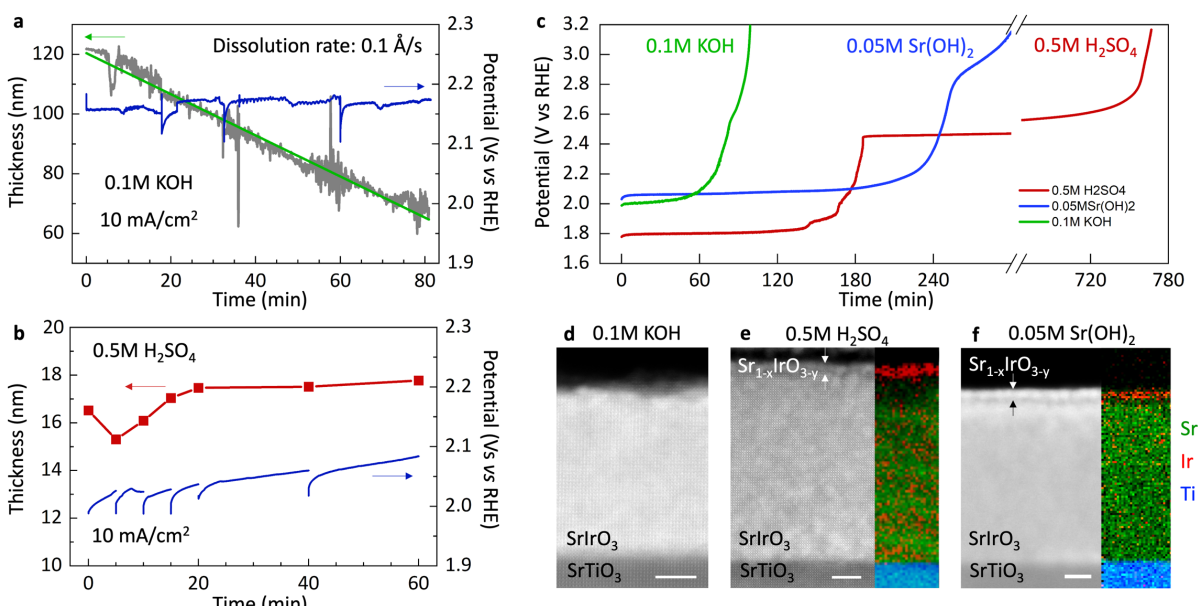 a
Dissolution rate: 0.1 Å/s
0.1M KOH
10 mA/cm²
Thickness (nm)
120
100
80
60
2.3
2.2
2.1
2.0
1.9
Potential (Vs vs RHE)
0
20
40
60
80
Time (min)
b
0.5M H₂SO₄
10 mA/cm²
Thickness (nm)
20
18
16
14
12
10
2.3
2.2
2.1
2.0
1.9
Potential (Vs vs RHE)
0
20
40
60
Time (min)
c
0.1M KOH
0.05M Sr(OH)₂
0.5M H₂SO₄
Potential (V vs RHE)
3.2
3.0
2.8
2.6
2.4
2.2
2.0
1.8
1.6
0.5M H2SO4
0.05MSr(OH)2
0.1M KOH
0
60
120
180
240
720
780
Time (min)
d 0.1M KOH
SrIrO₃
SrTiO₃
e 0.5M H₂SO₄
Sr₁₋ₓIrO₃₋ᵧ
SrIrO₃
SrTiO₃
f 0.05M Sr(OH)₂
Sr₁₋ₓIrO₃₋ᵧ
SrIrO₃
SrTiO₃
Sr
Ir
Ti